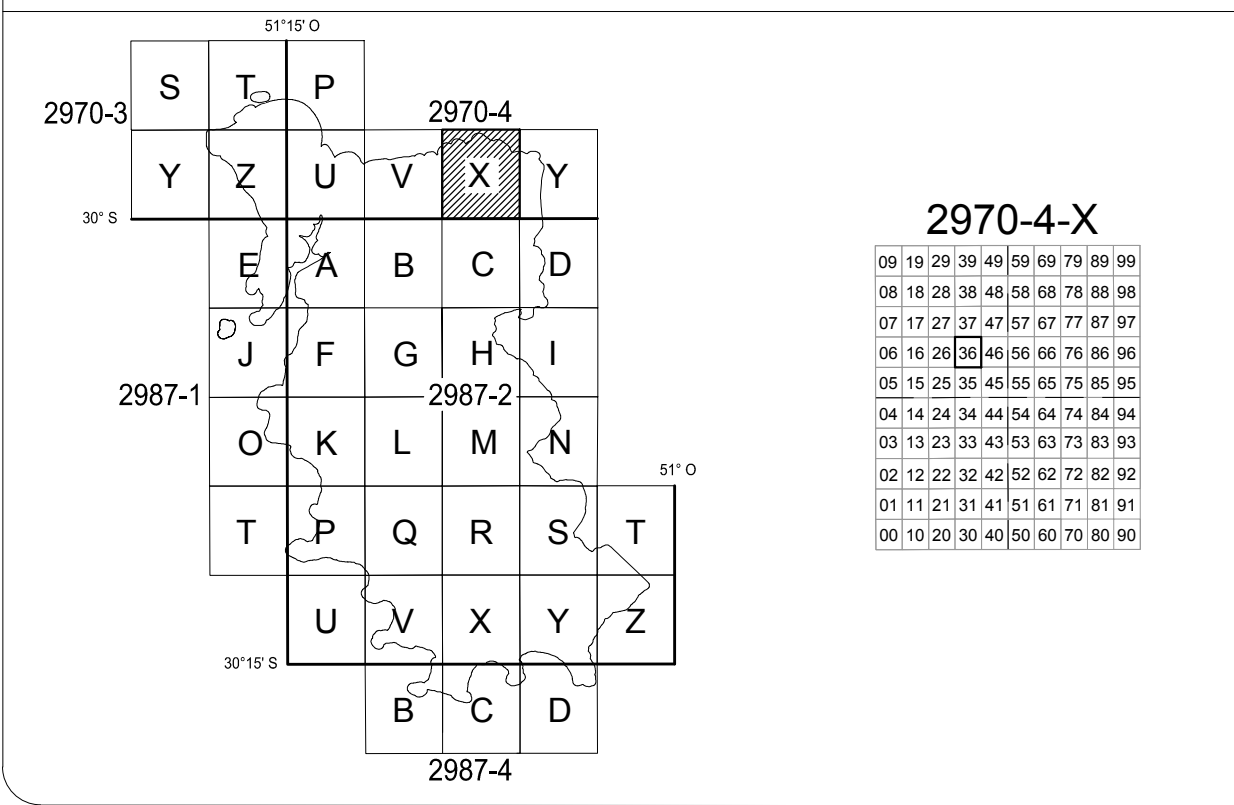 51°15' O
S T P
2970-3 2970-4
Y Z U V X Y
30° S
E A B C D
J F G H I
2987-1 2987-2
O K L M N
51° O
T P Q R S T
U V X Y Z
30°15' S
B C D
2987-4
2970-4-X
09 19 29 39 49 59 69 79 89 99
08 18 28 38 48 58 68 78 88 98
07 17 27 37 47 57 67 77 87 97
06 16 26 36 46 56 66 76 86 96
05 15 25 35 45 55 65 75 85 95
04 14 24 34 44 54 64 74 84 94
03 13 23 33 43 53 63 73 83 93
02 12 22 32 42 52 62 72 82 92
01 11 21 31 41 51 61 71 81 91
00 10 20 30 40 50 60 70 80 90